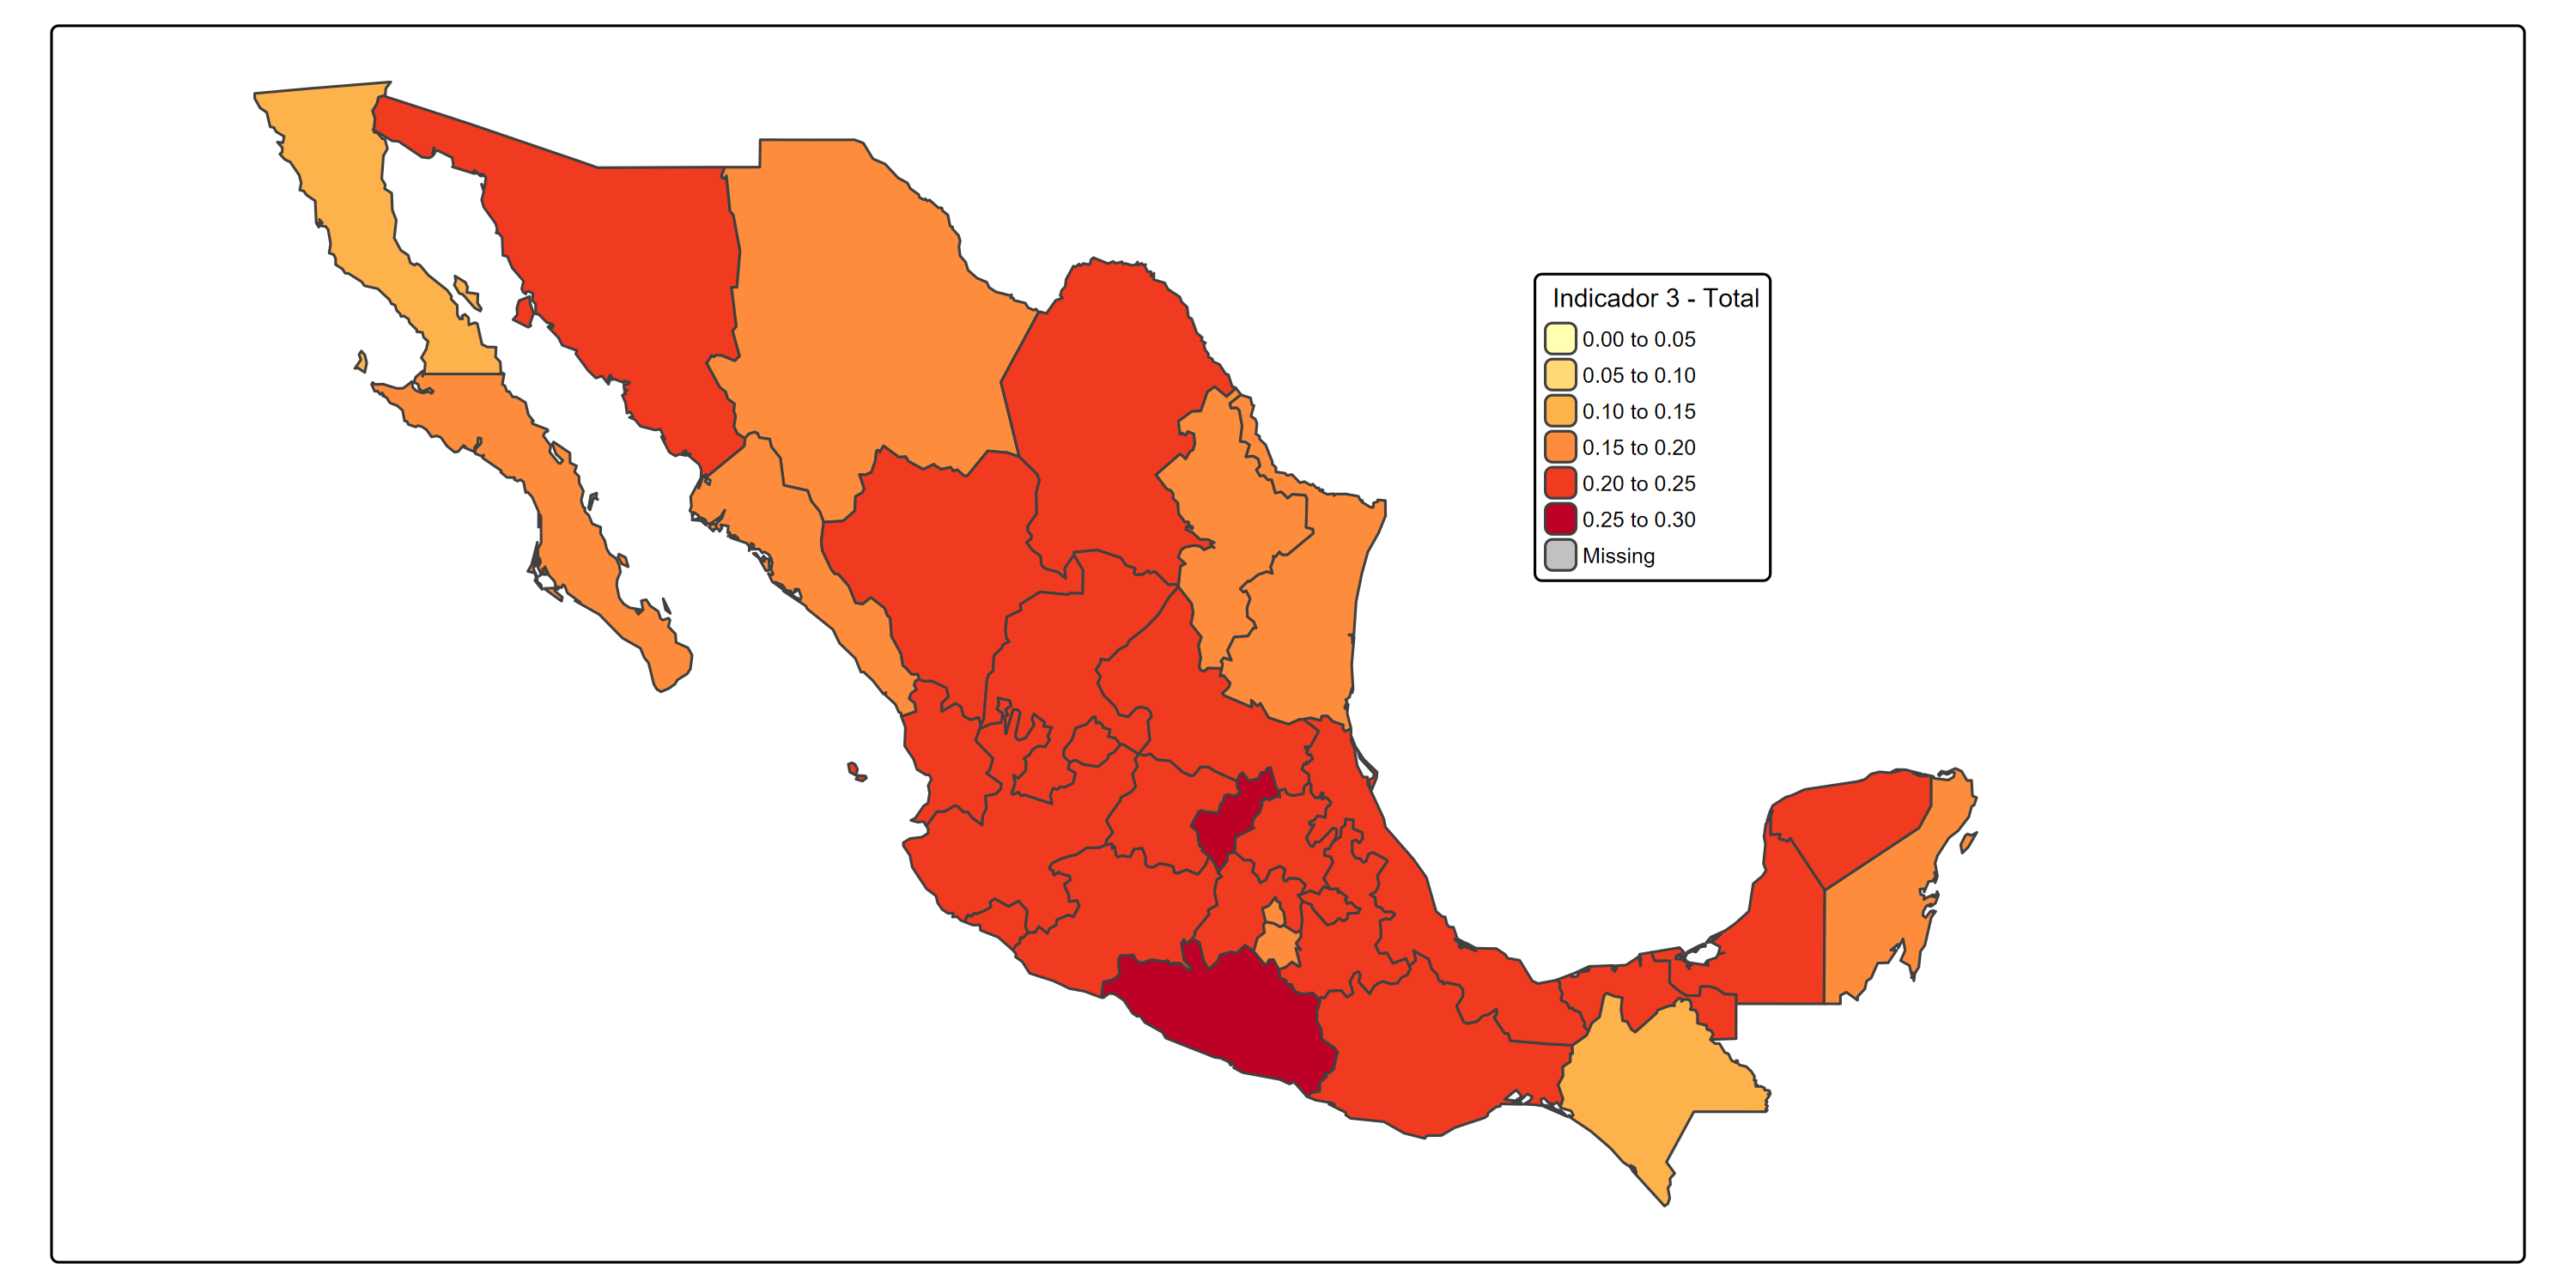 Indicador 3 - Total
0.00 to 0.05
0.05 to 0.10
0.10 to 0.15
0.15 to 0.20
0.20 to 0.25
0.25 to 0.30
Missing